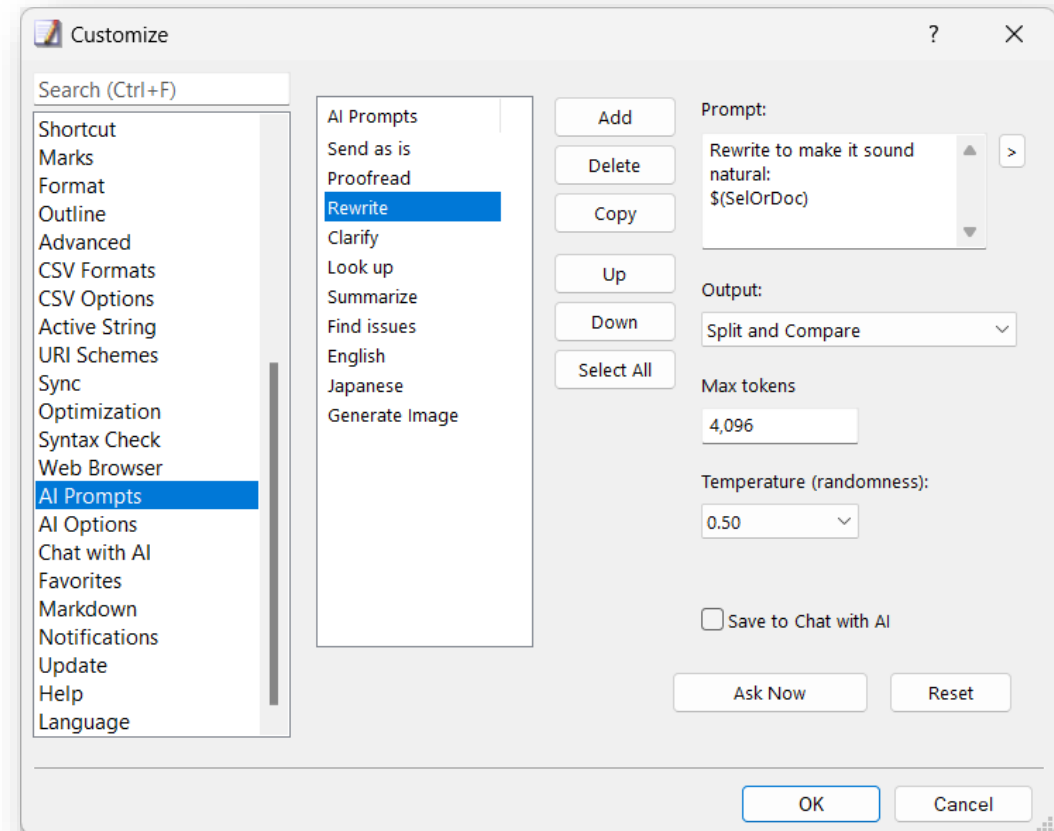 Customize
?
Search (Ctrl+F)
Shortcut
Marks
Format
Outline
Advanced
CSV Formats
CSV Options
Active String
URI Schemes
Sync
Optimization
Syntax Check
Web Browser
AI Prompts
AI Options
Chat with AI
Favorites
Markdown
Notifications
Update
Help
Language
AI Prompts
Send as is
Proofread
Rewrite
Clarify
Look up
Summarize
Find issues
English
Japanese
Generate Image
Add
Delete
Copy
Up
Down
Select All
Prompt:
Rewrite to make it sound
natural:
$(SelOrDoc)
>
Output:
Split and Compare
Max tokens
4,096
Temperature (randomness):
0.50
Save to Chat with AI
Ask Now
Reset
OK
Cancel